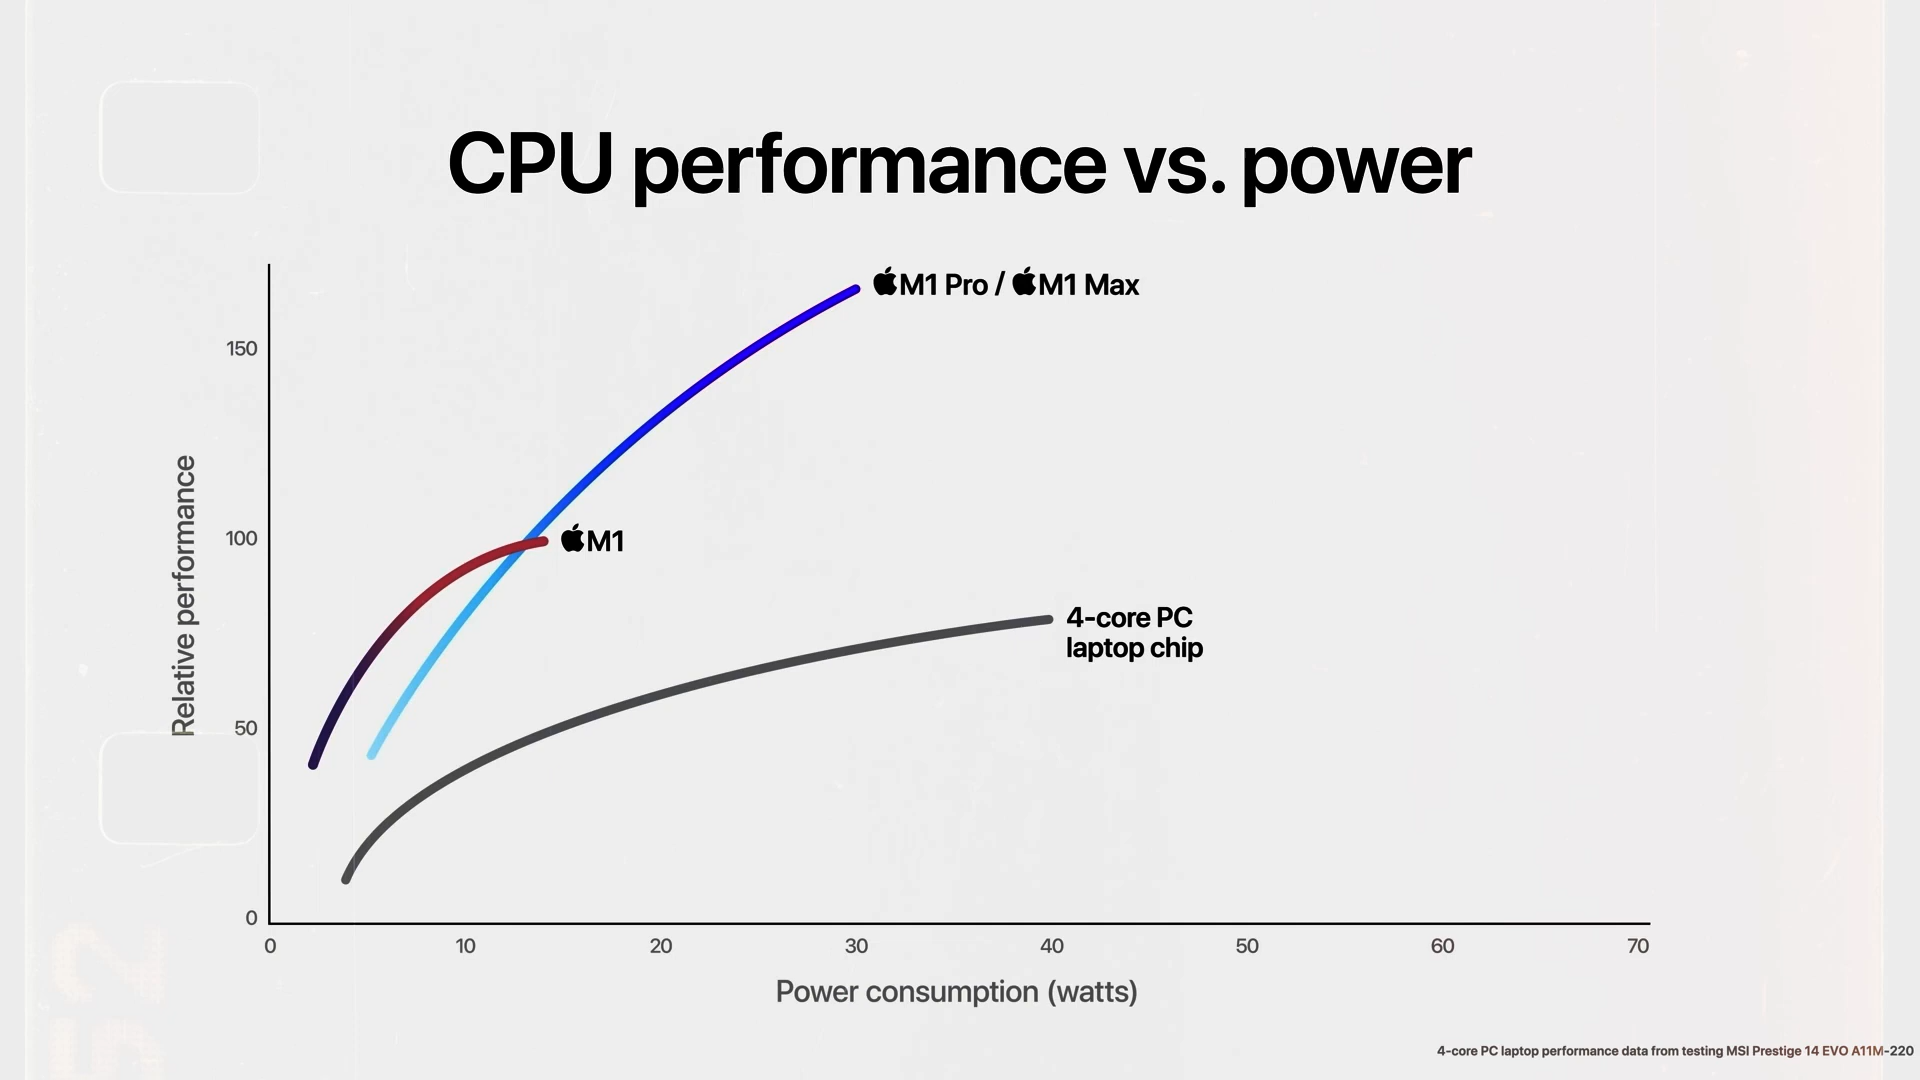 CPU performance vs. power
M1 Pro / M1 Max
150
100
M1
Relative performance
4-core PC
laptop chip
50
0
0 10 20 30 40 50 60 70
Power consumption (watts)
52
4-core PC laptop performance data from testing MSI Prestige 14 EVO A11M-220